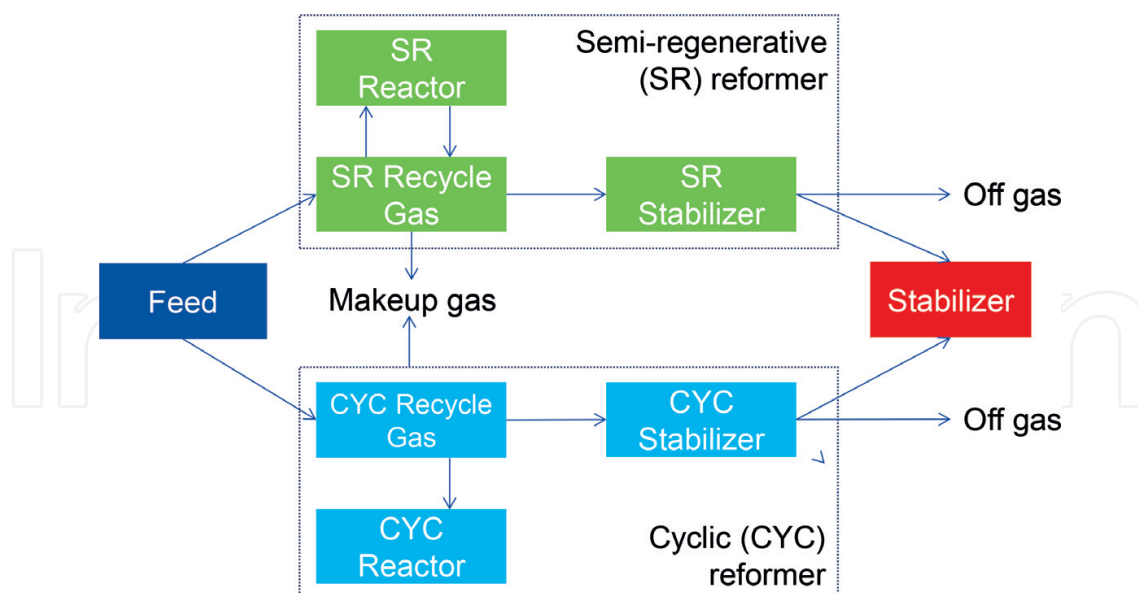 SR
Reactor
Semi-regenerative
(SR) reformer
SR Recycle
Gas
SR
Stabilizer
Off gas
Feed
Makeup gas
Stabilizer
CYC Recycle
Gas
CYC
Stabilizer
Off gas
CYC
Reactor
Cyclic (CYC)
reformer